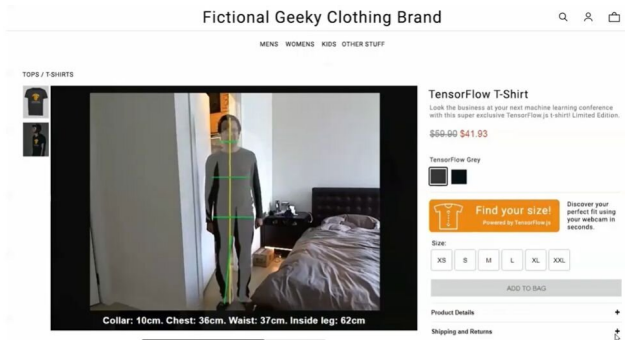 Fictional Geeky Clothing Brand
MENS WOMENS KIDS OTHER STUFF
TOPS / T-SHIRTS
TensorFlow T-Shirt
Look the business at your next machine learning conference
with this super exclusive TensorFlow.js t-shirt! Limited Edition.
$59.90 $41.93
TensorFlow Grey
Find your size!
Powered by TensorFlow.js
Discover your
perfect fit using
your webcam in
seconds.
Size:
XS S M L XL XXL
ADD TO BAG
Product Details +
Shipping and Returns +
Collar: 10cm. Chest: 36cm. Waist: 37cm. Inside leg: 62cm